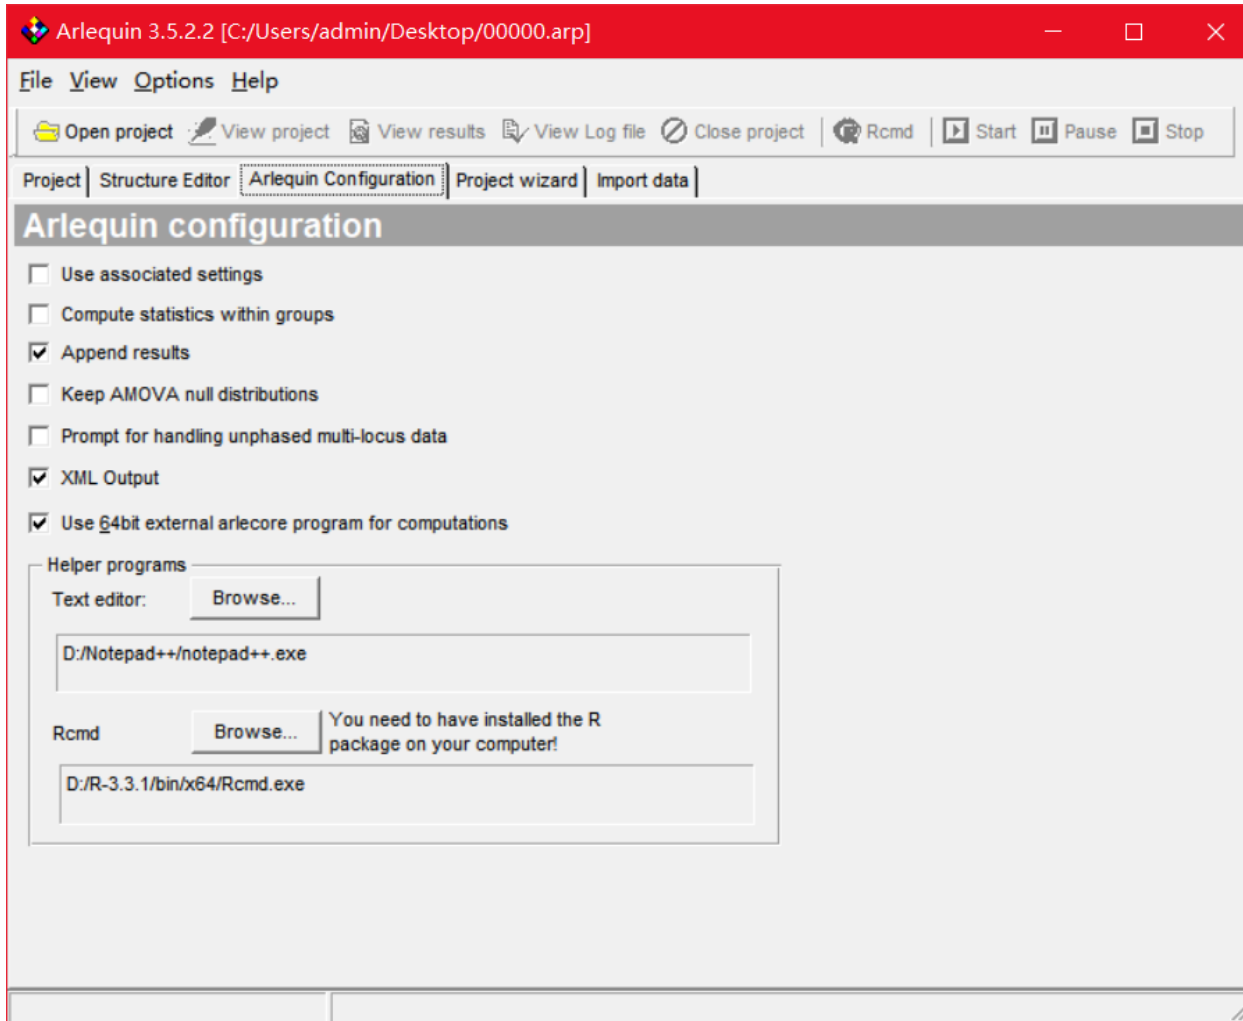 Arlequin 3.5.2.2 [C:/Users/admin/Desktop/00000.arp]
File View Options Help
Open project View project View results View Log file Close project Rcmd Start Pause Stop
Project Structure Editor Arlequin Configuration Project wizard Import data
Arlequin configuration
Use associated settings
Compute statistics within groups
Append results
Keep AMOVA null distributions
Prompt for handling unphased multi-locus data
XML Output
Use 64bit external arlecore program for computations
Helper programs
Text editor: Browse...
D:/Notepad++/notepad++.exe
Rcmd Browse... You need to have installed the R
package on your computer!
D:/R-3.3.1/bin/x64/Rcmd.exe